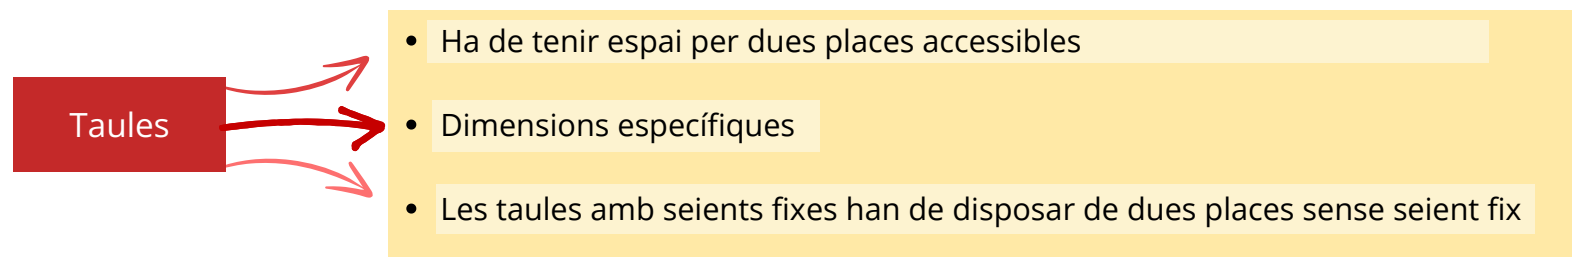 Taules
• Ha de tenir espai per dues places accessibles
• Dimensions específiques
• Les taules amb seients fixes han de disposar de dues places sense seient fix